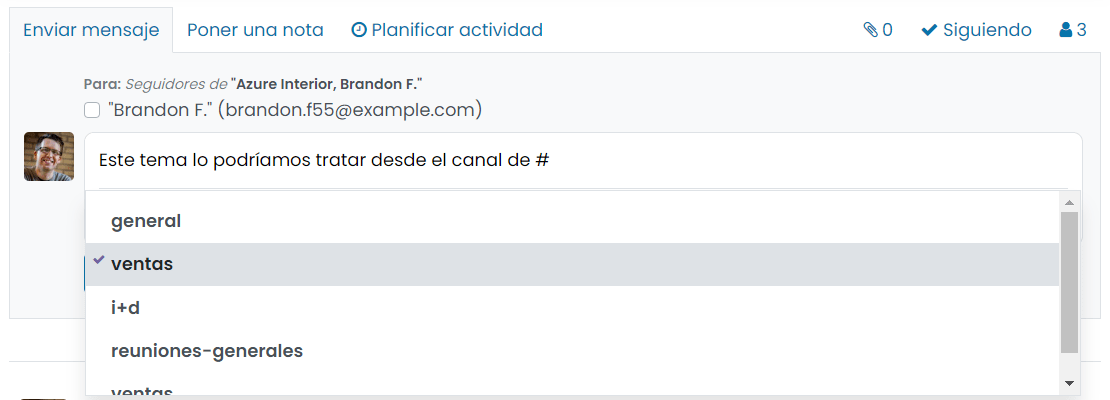 Enviar mensaje Poner una nota Planificar actividad 0 Siguiendo 3
Para: Seguidores de "Azure Interior, Brandon F."
"Brandon F." (brandon.f55@example.com)
Este tema lo podríamos tratar desde el canal de #
general
ventas
i+d
reuniones-generales
ventas